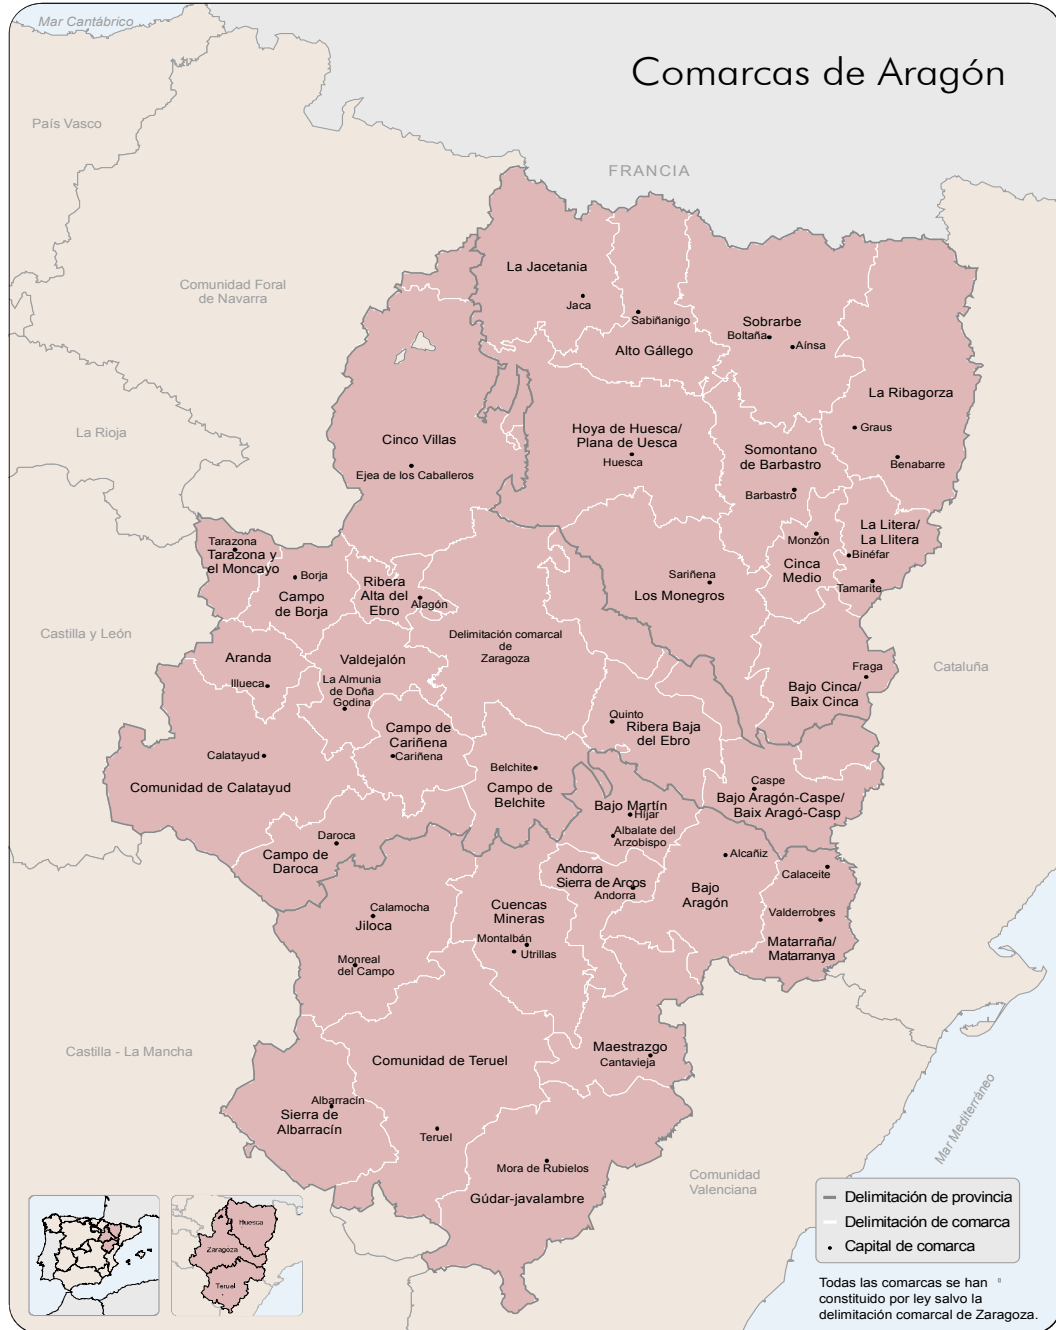 Mar Cantábrico
Comarcas de Aragón
País Vasco
FRANCIA
Comunidad Foral
de Navarra
La Jacetania
Jaca
Sabiñanigo
Alto Gállego
Sobrarbe
Boltaña
Aínsa
La Ribagorza
Graus
Benabarre
La Rioja
Cinco Villas
Ejea de los Caballeros
Hoya de Huesca/
Plana de Uesca
Huesca
Somontano
de Barbastro
Barbastro
La Litera/
La Llitera
Monzón
Binéfar
Cinca
Medio
Tamarite
Tarazona
Tarazona y
el Moncayo
Borja
Campo
de Borja
Ribera
Alta del
Ebro
Alagón
Sariñena
Los Monegros
Castilla y León
Delimitación comarcal
de
Zaragoza
Aranda
Illueca
Valdejalón
La Almunia
de Doña
Godina
Fraga
Bajo Cinca/
Baix Cinca
Cataluña
Campo de
Cariñena
Cariñena
Quinto
Ribera Baja
del Ebro
Calatayud
Comunidad de Calatayud
Belchite
Campo de
Belchite
Caspe
Bajo Aragón-Caspe/
Baix Aragó-Casp
Bajo Martín
Híjar
Albalate del
Arzobispo
Daroca
Campo de
Daroca
Alcañiz
Bajo
Aragón
Calaceite
Andorra
Sierra de Arcos
Andorra
Cuencas
Mineras
Montalbán
Utrillas
Calamocha
Jiloca
Monreal
del Campo
Valderrobres
Matarraña/
Matarranya
Castilla - La Mancha
Comunidad de Teruel
Maestrazgo
Cantavieja
Albarracín
Sierra de
Albarracín
Teruel
Mora de Rubielos
Gúdar-javalambre
Comunidad
Valenciana
Mar Mediterráneo
Huesca
Zaragoza
Teruel
Delimitación de provincia
Delimitación de comarca
Capital de comarca
Todas las comarcas se han
constituido por ley salvo la
delimitación comarcal de Zaragoza.